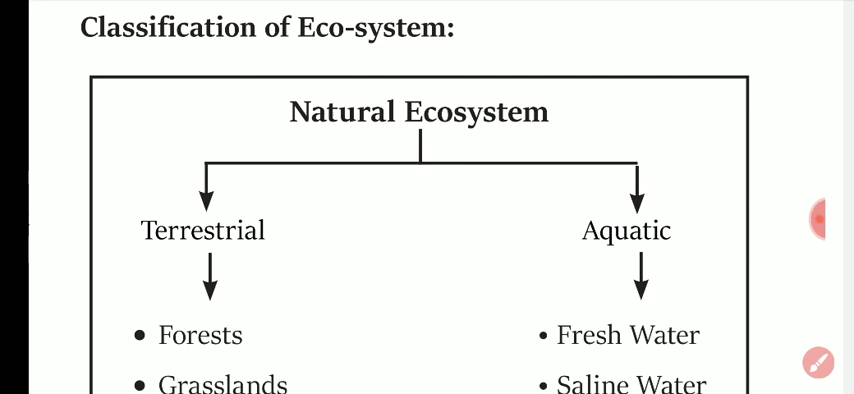 Classification of Eco-system:
Natural Ecosystem
Terrestrial
Aquatic
• Forests
• Fresh Water
• Grasslands
• Saline Water